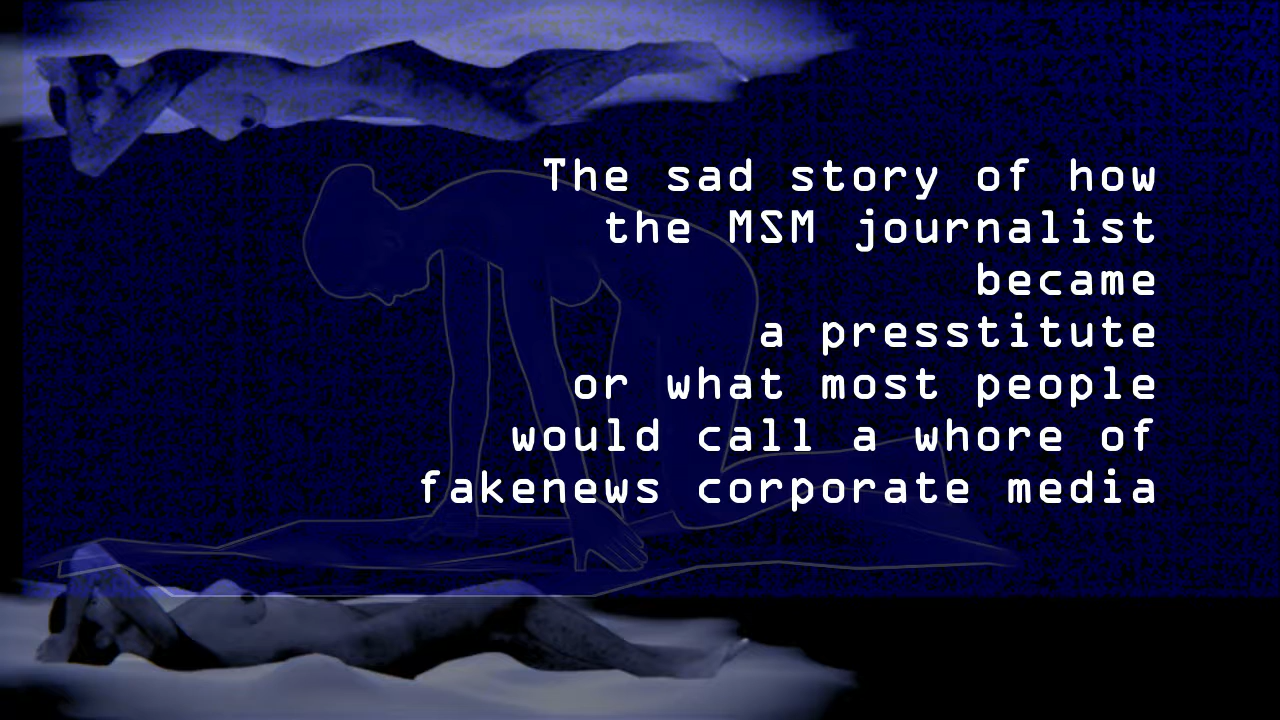 The sad story of how
the MSM journalist
became
a presstitute
or what most people
would call a whore of
fakenews corporate media